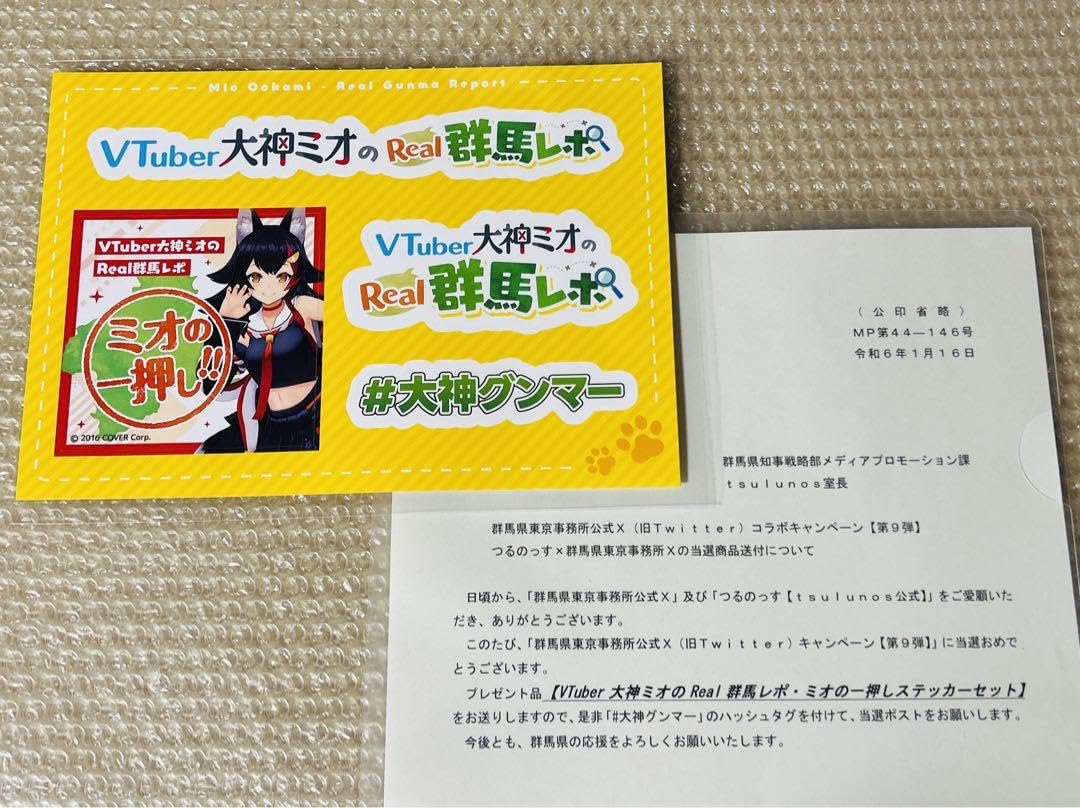 Mio Ookami - Real Gunma Report
VTuber大神ミオのReal群馬レポ
VTuber大神ミオの
Real群馬レポ
ミオの
一押し!!
© 2016 COVER Corp.
VTuber大神ミオの
Real群馬レポ
#大神グンマー
（公印省略）
MP第44―146号
令和6年1月16日
群馬県知事戦略部メディアプロモーション課
ｔｓｕｌｕｎｏｓ室長
群馬県東京事務所公式Ｘ（旧Ｔｗｉｔｔｅｒ）コラボキャンペーン【第９弾】
つるのっす×群馬県東京事務所Ｘの当選商品送付について
日頃から、「群馬県東京事務所公式Ｘ」及び「つるのっす【ｔｓｕｌｕｎｏｓ公式】」をご愛顧いた
だき、ありがとうございます。
このたび、「群馬県東京事務所公式Ｘ（旧Ｔｗｉｔｔｅｒ）キャンペーン【第９弾】」に当選おめで
とうございます。
プレゼント品【VTuber 大神ミオの Real 群馬レポ・ミオの一押しステッカーセット】
をお送りしますので、是非「#大神グンマー」のハッシュタグを付けて、当選ポストをお願いします。
今後とも、群馬県の応援をよろしくお願いいたします。